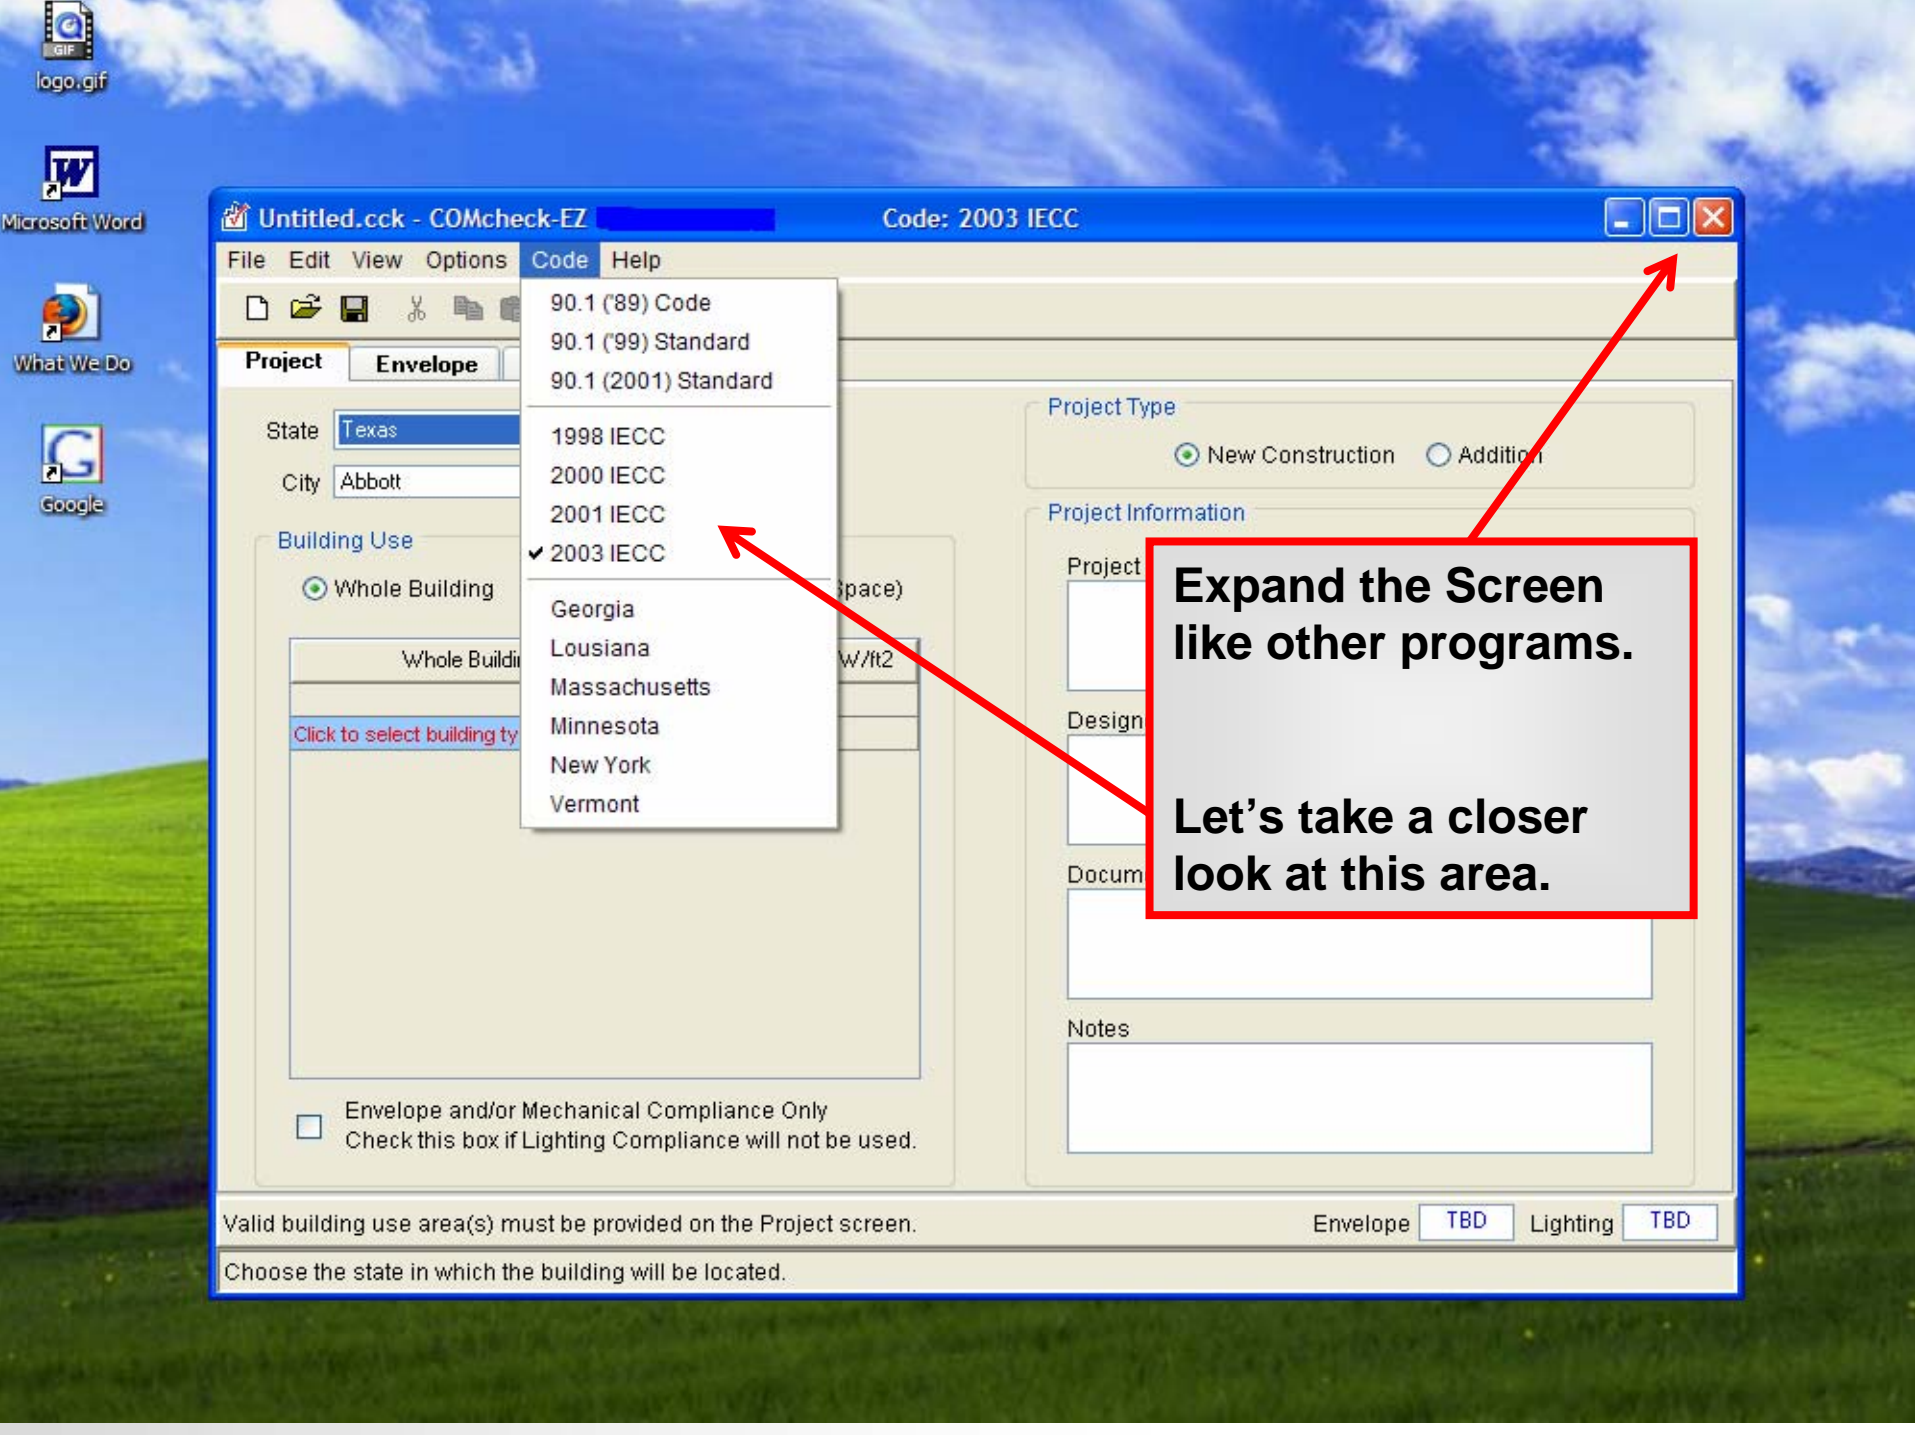 GIF
logo.gif
W
Microsoft Word
What We Do
G
Google
Untitled.cck - COMcheck-EZ
Code: 2003 IECC
File Edit View Options Code Help
90.1 ('89) Code
90.1 ('99) Standard
90.1 (2001) Standard
1998 IECC
2000 IECC
2001 IECC
2003 IECC
Georgia
Lousiana
Massachusetts
Minnesota
New York
Vermont
Project Envelope
State Texas
City Abbott
Building Use
Whole Building
Space)
Whole Buildi
W/ft2
Click to select building ty
Envelope and/or Mechanical Compliance Only
Check this box if Lighting Compliance will not be used.
Project Type
New Construction Addition
Project Information
Project
Design
Docum
Notes
Expand the Screen
like other programs.
Let's take a closer
look at this area.
Valid building use area(s) must be provided on the Project screen.
Envelope TBD Lighting TBD
Choose the state in which the building will be located.